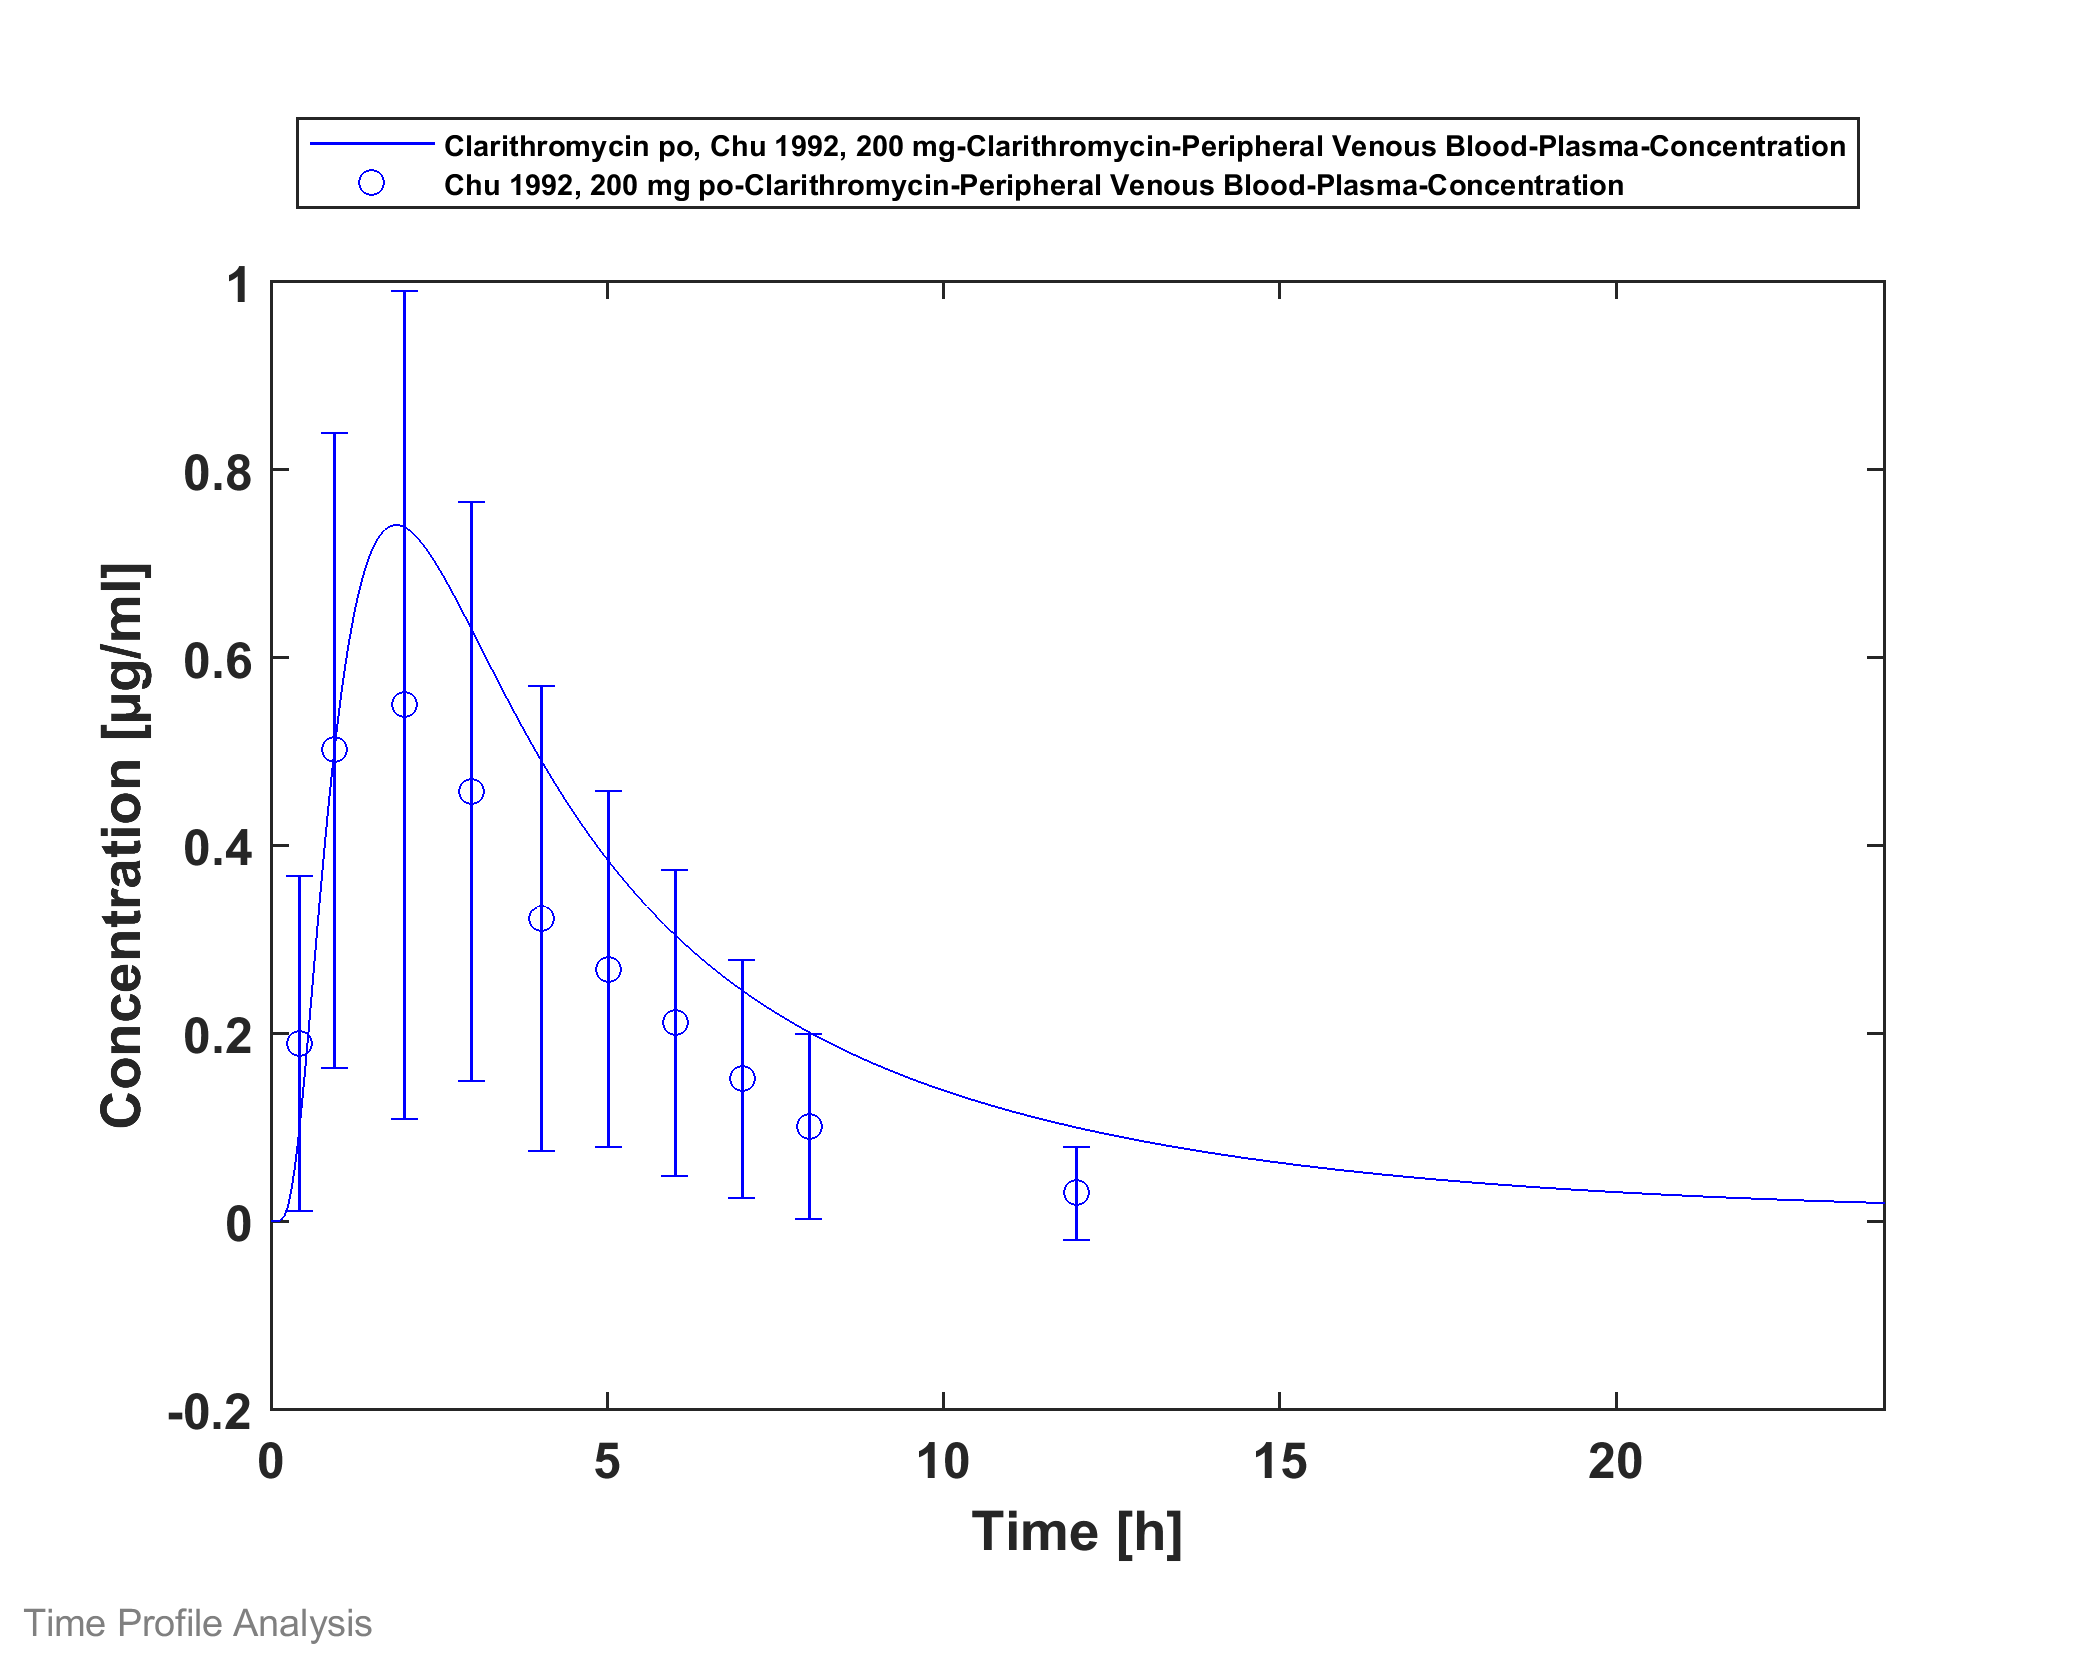 Clarithromycin po, Chu 1992, 200 mg-Clarithromycin-Peripheral Venous Blood-Plasma-Concentration
Chu 1992, 200 mg po-Clarithromycin-Peripheral Venous Blood-Plasma-Concentration
1
0.8
0.6
0.4
0.2
0
-0.2
Concentration [µg/ml]
0 5 10 15 20
Time [h]
Time Profile Analysis